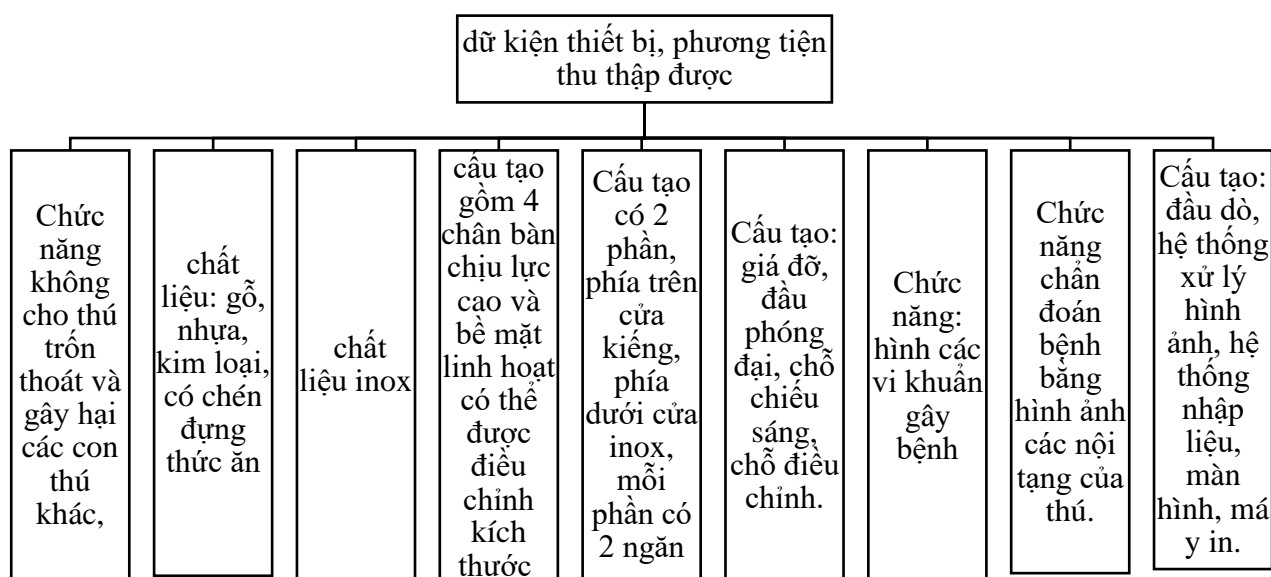 dữ kiện thiết bị, phương tiện
thu thập được
Chức
năng
không
cho thú
trốn
thoát và
gây hại
các con
thú
khác,
chất
liệu: gỗ,
nhựa,
kim loại,
có chén
đựng
thức ăn
chất
liệu inox
cấu tạo
gồm 4
chân bàn
chịu lực
cao và
bề mặt
linh hoạt
có thể
được
điều
chỉnh
kích
thước
Cấu tạo
có 2
phần,
phía trên
cửa
kiếng,
phía
dưới cửa
inox,
mỗi
phần có
2 ngăn
Cấu tạo:
giá đỡ,
đầu
phóng
đại, chỗ
chiếu
sáng,
chỗ điều
chỉnh.
Chức
năng:
hình các
vi khuẩn
gây
bệnh
Chức
năng
chẩn
đoán
bệnh
bằng
hình ảnh
các nội
tạng của
thú.
Cấu tạo:
đầu dò,
hệ thống
xử lý
hình
ảnh, hệ
thống
nhập
liệu,
màn
hình, má
y in.